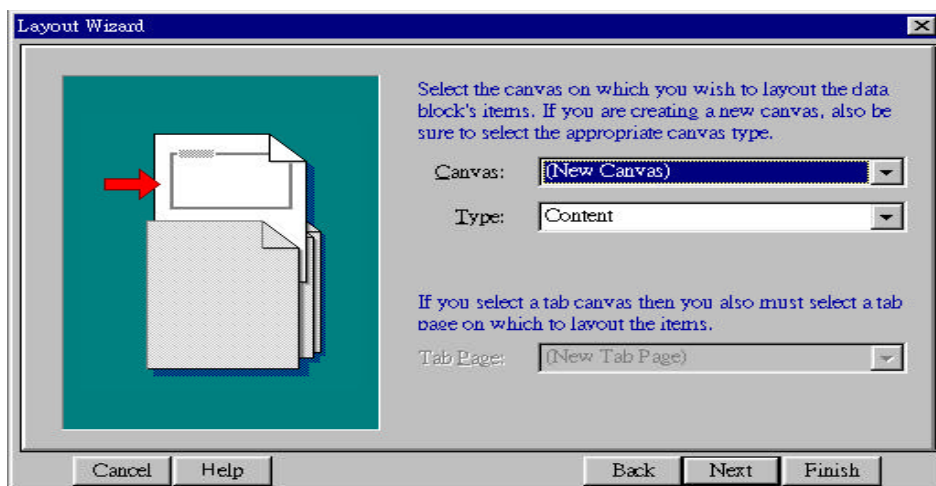 Layout Wizard
Select the canvas on which you wish to layout the data
block's items. If you are creating a new canvas, also be
sure to select the appropriate canvas type.
Canvas: (New Canvas)
Type: Content
If you select a tab canvas then you also must select a tab
page on which to layout the items.
Tab Page: (New Tab Page)
Cancel Help Back Next Finish